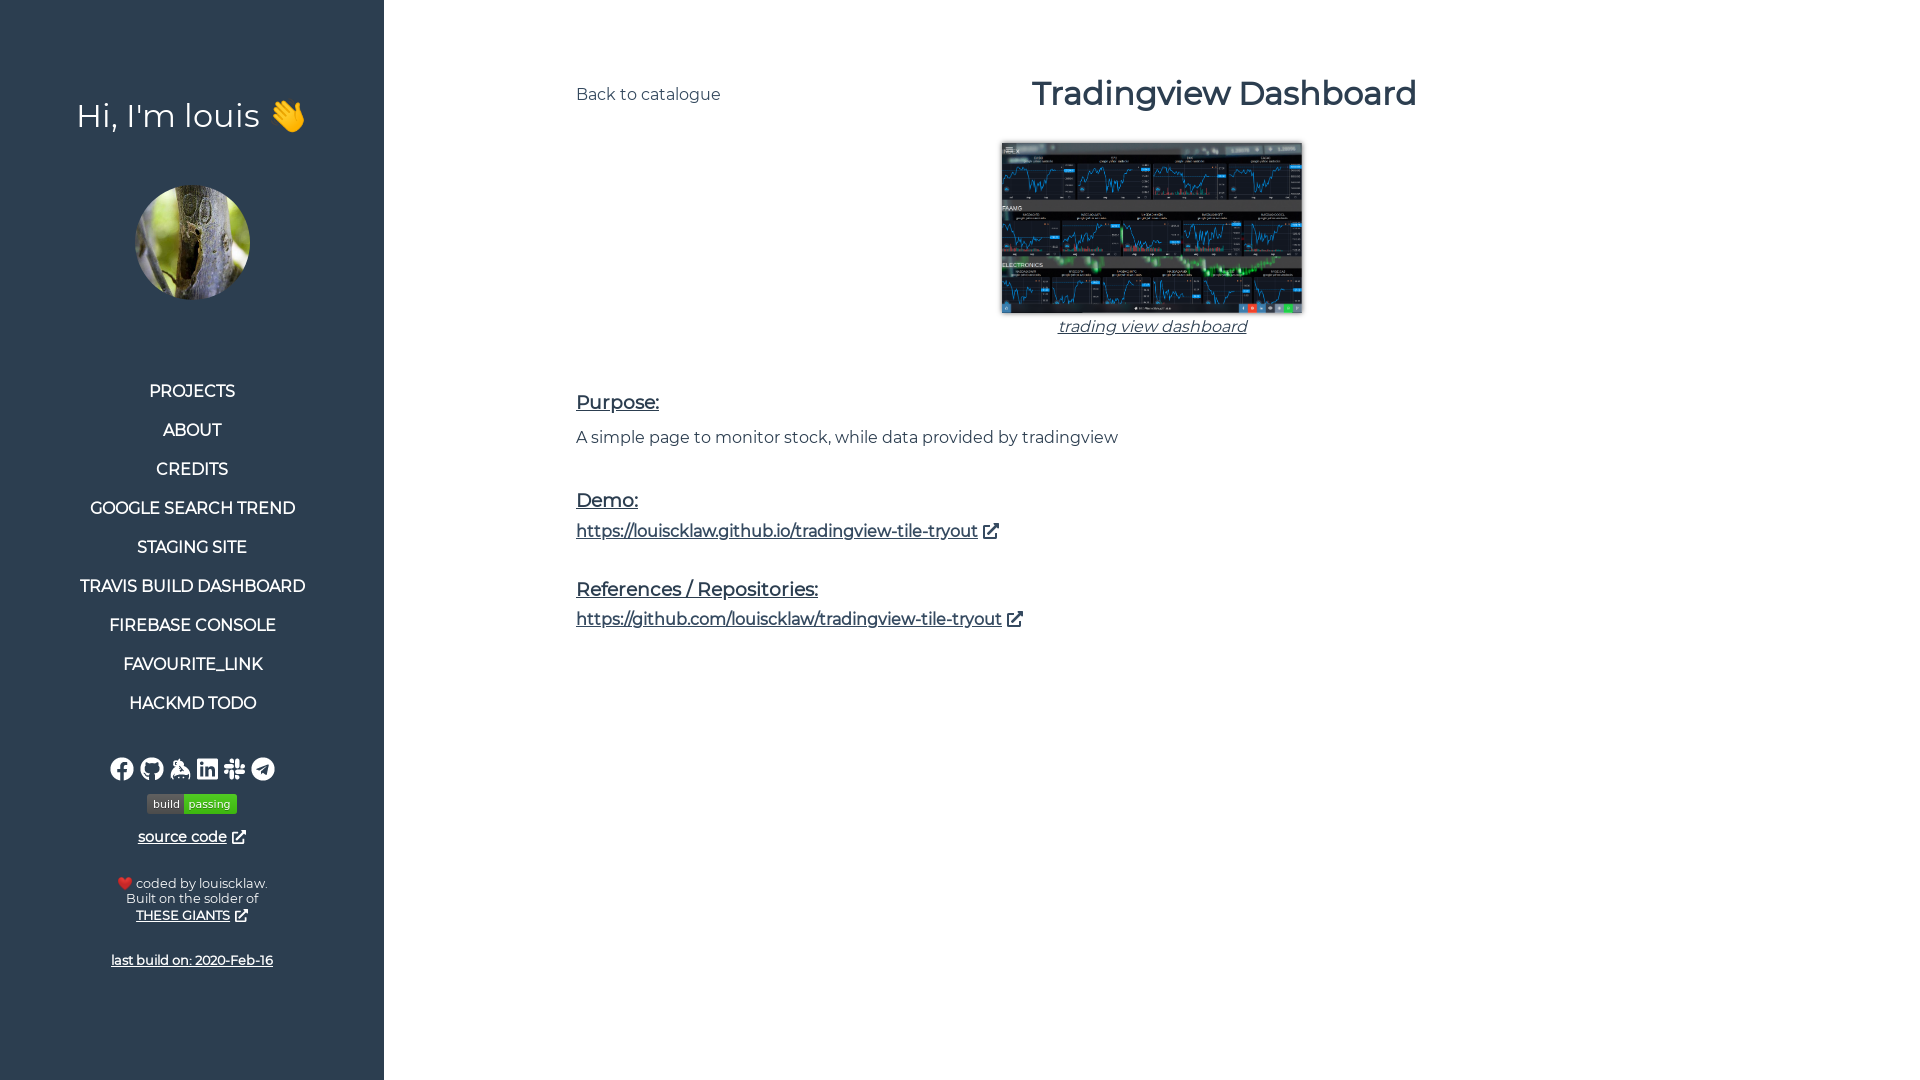 Hi, I'm louis 👋
PROJECTS
ABOUT
CREDITS
GOOGLE SEARCH TREND
STAGING SITE
TRAVIS BUILD DASHBOARD
FIREBASE CONSOLE
FAVOURITE_LINK
HACKMD TODO
build passing
source code
❤️ coded by louiscklaw.
Built on the solder of
THESE GIANTS
last build on: 2020-Feb-16
Back to catalogue
Tradingview Dashboard
FAAMG
ELECTRONICS
trading view dashboard
Purpose:
A simple page to monitor stock, while data provided by tradingview
Demo:
https://louiscklaw.github.io/tradingview-tile-tryout
References / Repositories:
https://github.com/louiscklaw/tradingview-tile-tryout